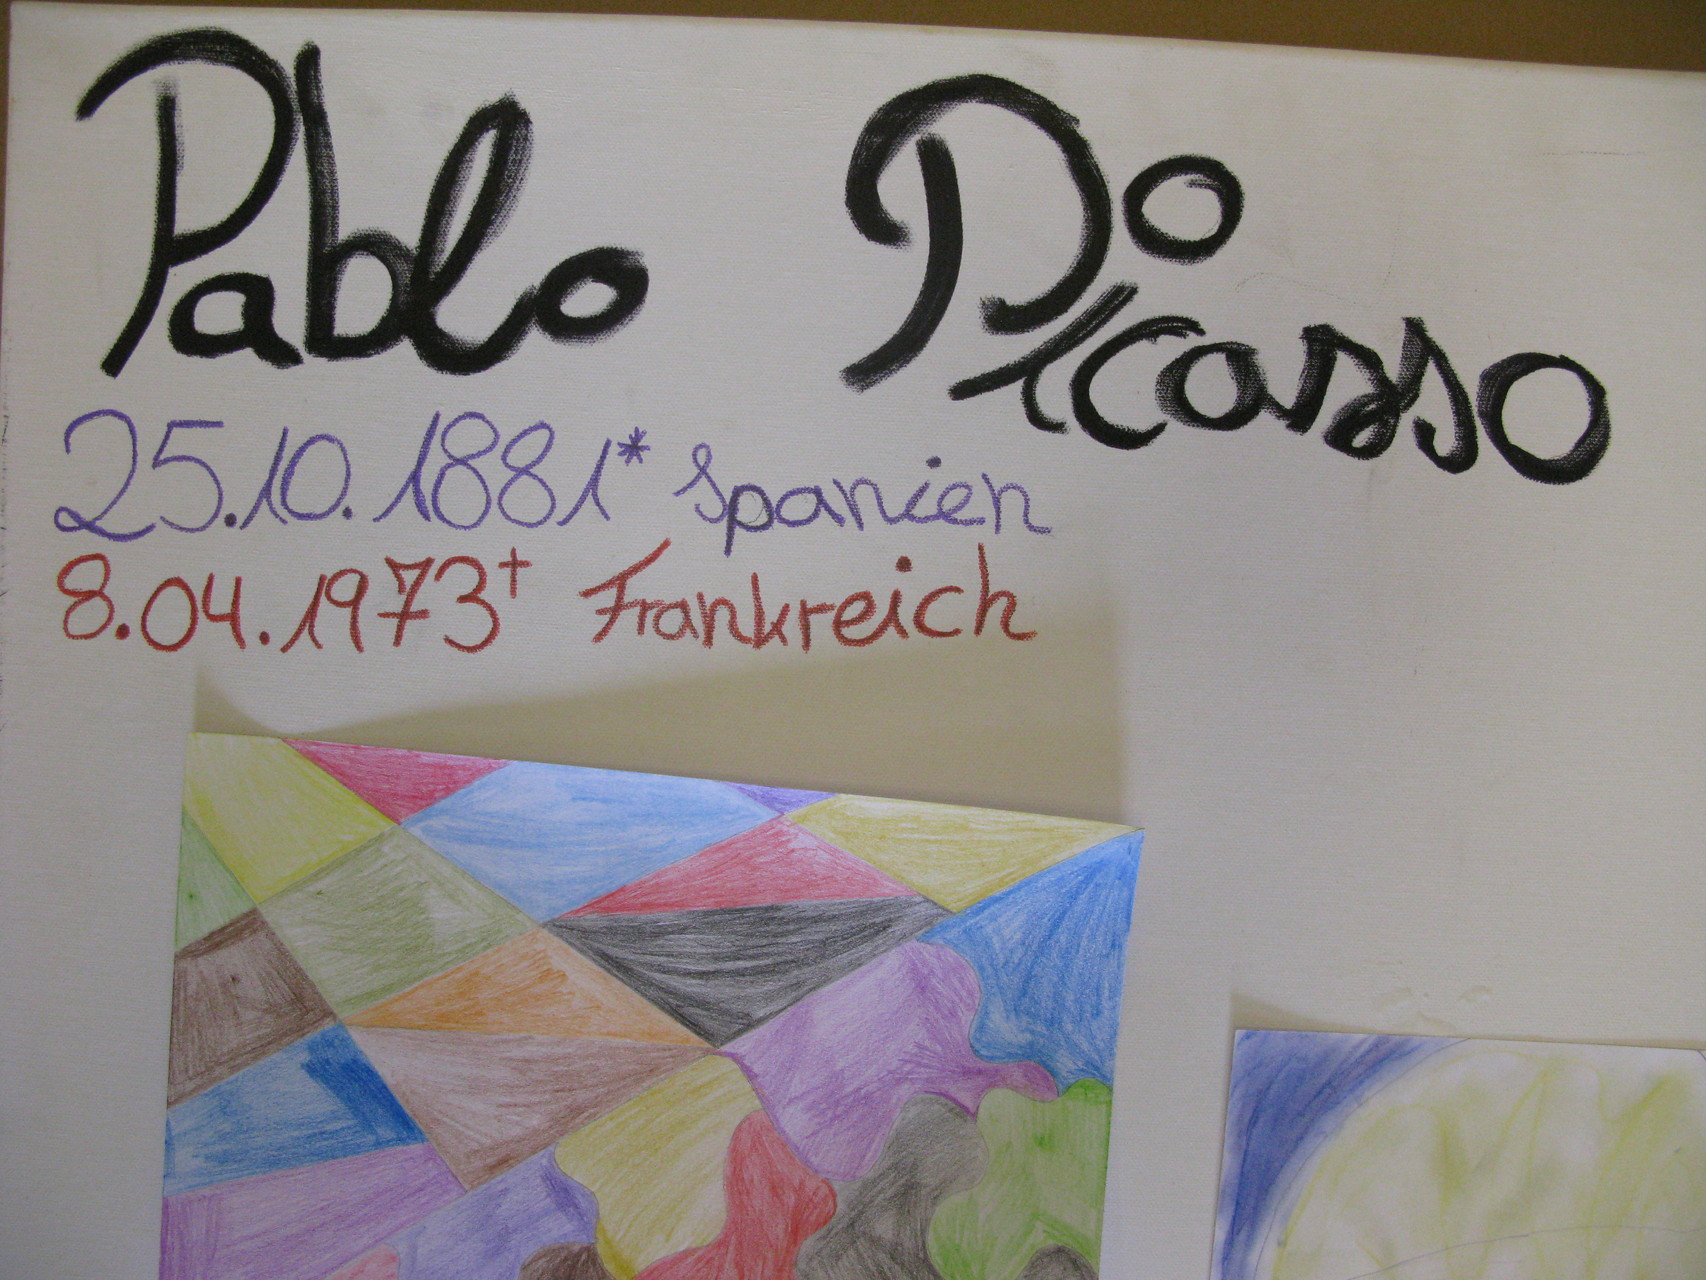 Pablo Picasso
25.10.1881* Spanien
8.04.1973† Frankreich